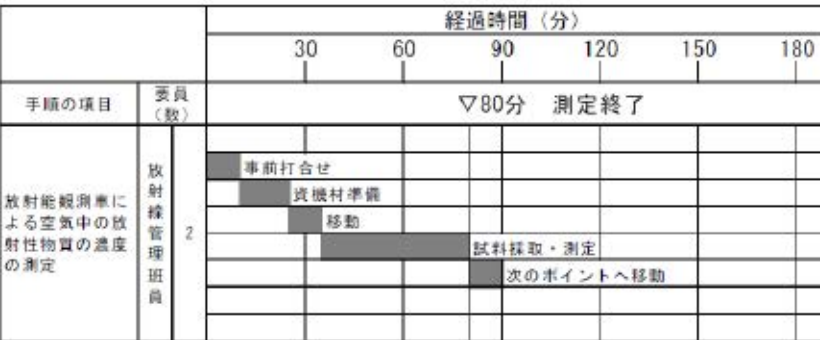 経過時間（分）
30 60 90 120 150 180
手順の項目
要員
（数）
▽80分 測定終了
放射能観測車に
よる空気中の放
射性物質の濃度
の測定
放射線管理班員
2
事前打合せ
資機材準備
移動
試料採取・測定
次のポイントへ移動